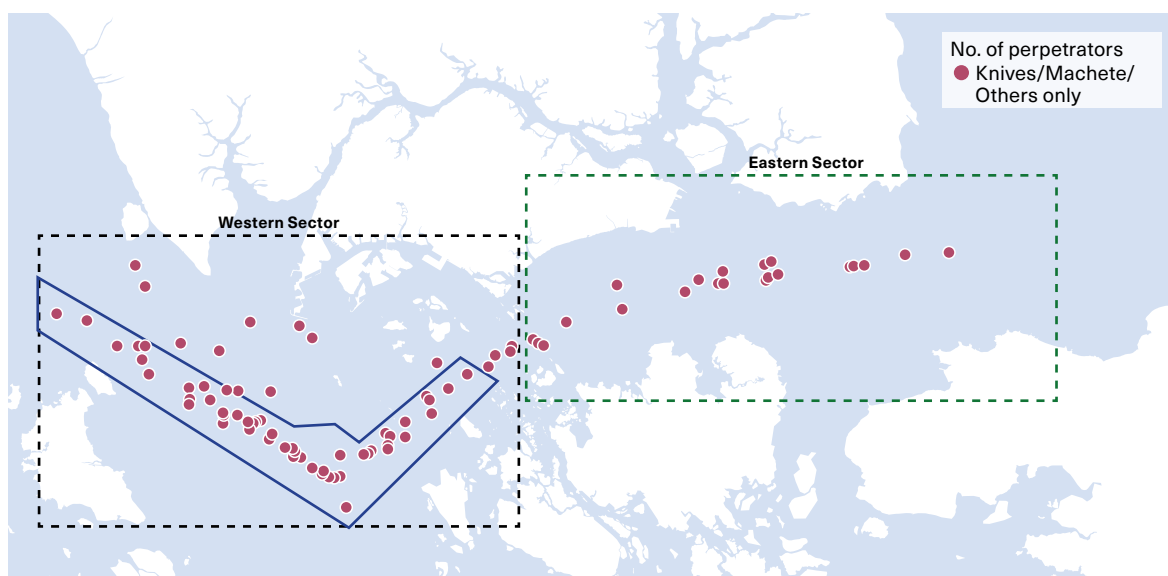 No. of perpetrators
Knives/Machete/
Others only
Eastern Sector
Western Sector